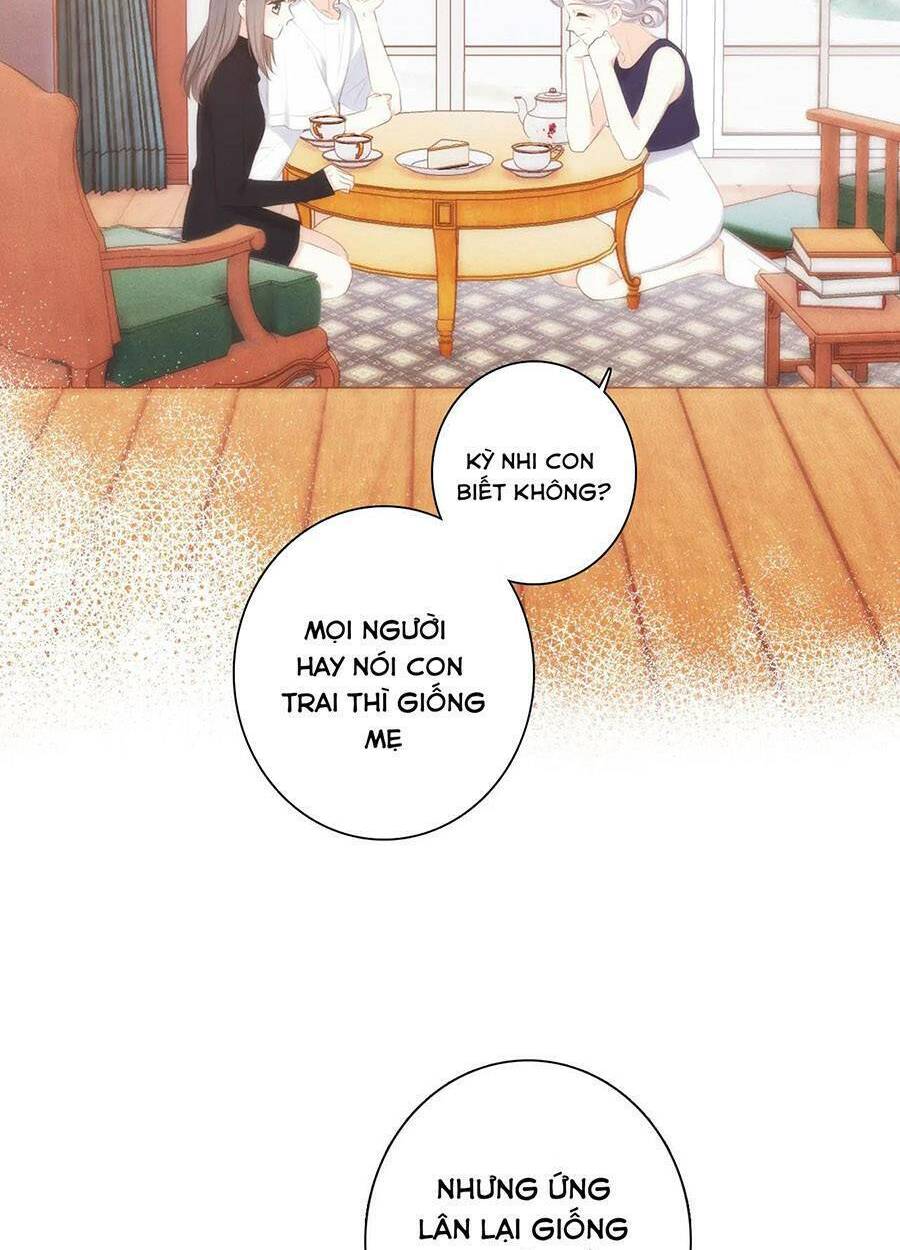 KỲ NHI CON
BIẾT KHÔNG?
MỌI NGƯỜI
HAY NÓI CON
TRAI THÌ GIỐNG
MẸ
NHƯNG ỨNG
LÂN LẠI GIỐNG